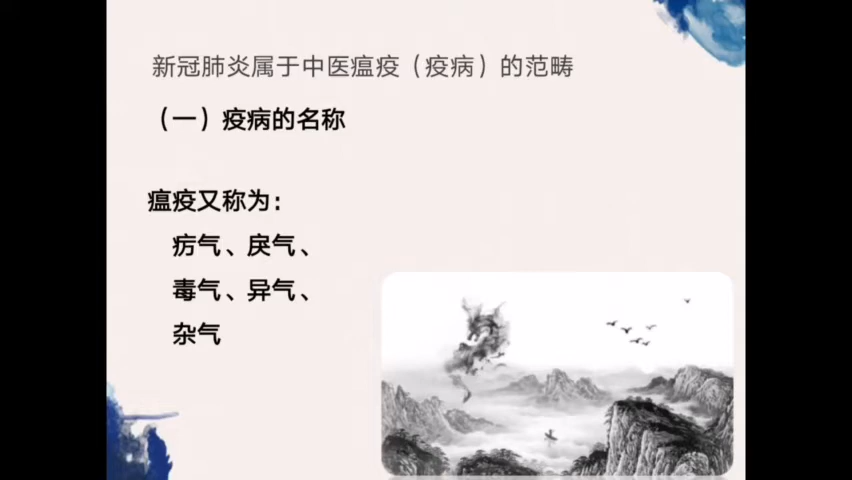 新冠肺炎属于中医瘟疫（疫病）的范畴
（一）疫病的名称
瘟疫又称为：
疠气、戾气、
毒气、异气、
杂气